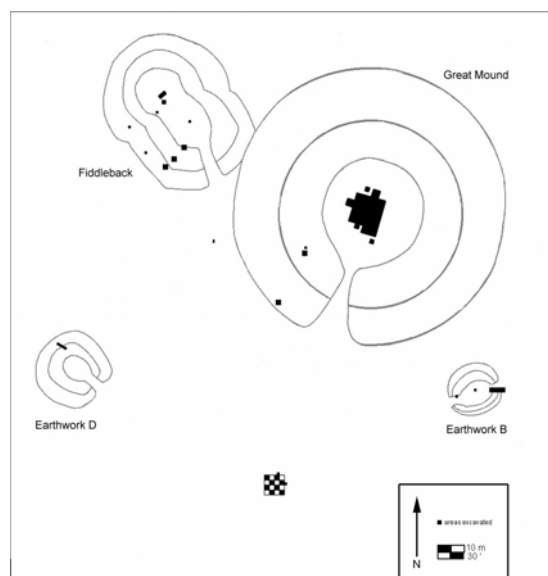 Great Mound
Fiddleback
Earthwork D
Earthwork B
areas excavated
10 m
30 '
N